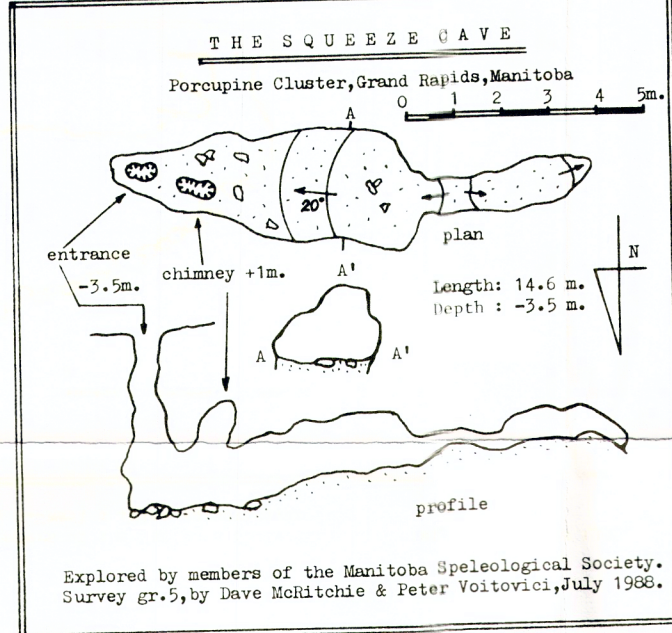 THE SQUEEZE CAVE
Porcupine Cluster,Grand Rapids,Manitoba
0 1 2 3 4 5m.
A
20°
plan
entrance
-3.5m.
chimney +1m.
A'
N
Length: 14.6 m.
Depth : -3.5 m.
A A'
profile
Explored by members of the Manitoba Speleological Society.
Survey gr.5,by Dave McRitchie & Peter Voitovici,July 1988.